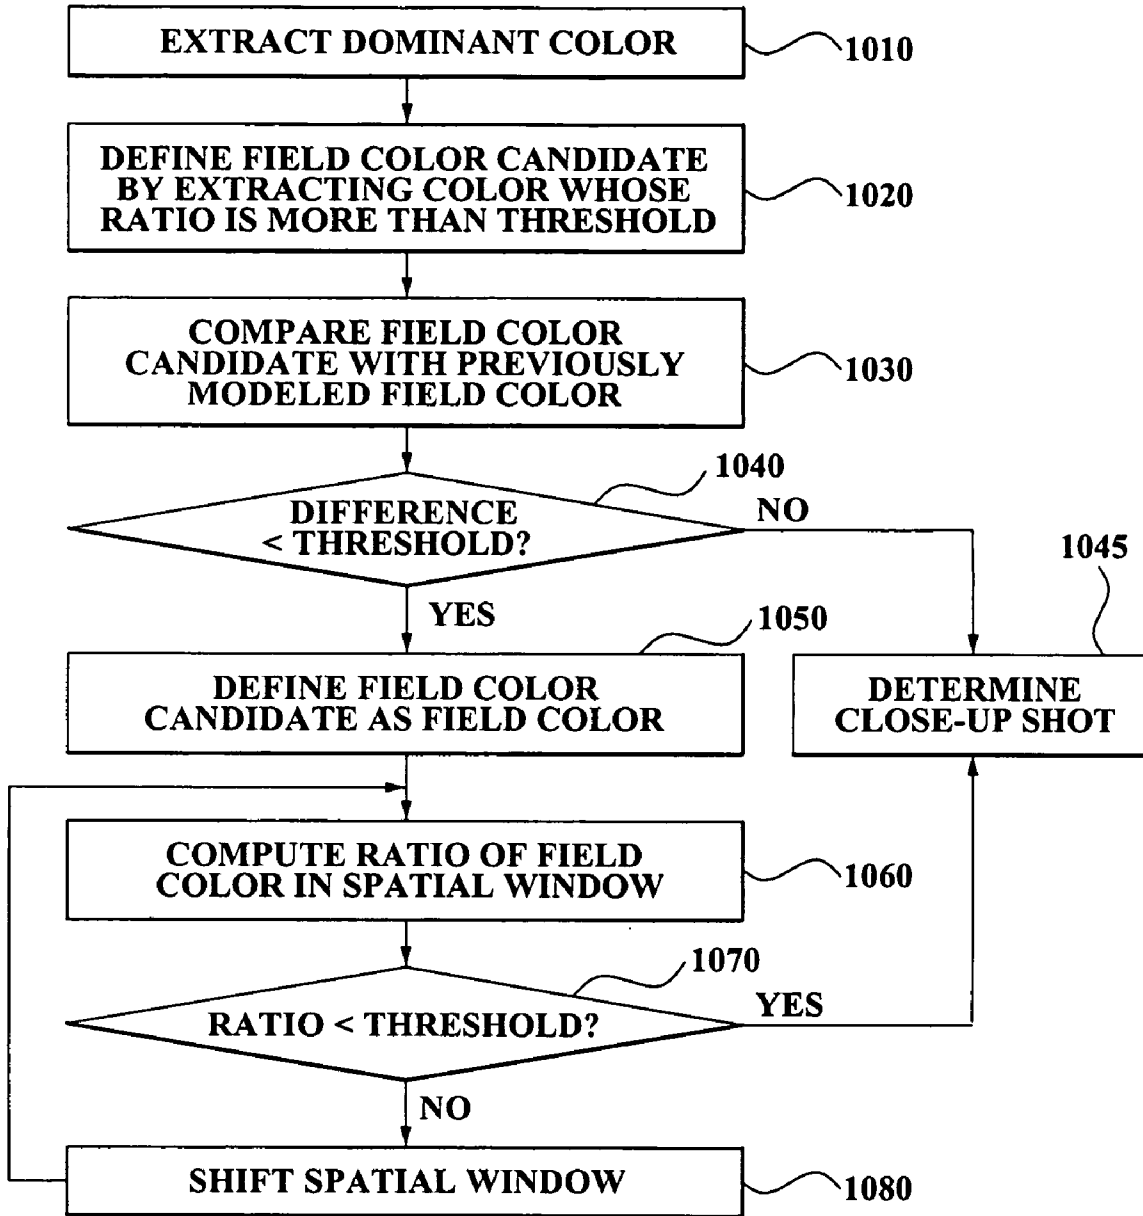 EXTRACT DOMINANT COLOR
1010
DEFINE FIELD COLOR CANDIDATE
BY EXTRACTING COLOR WHOSE
RATIO IS MORE THAN THRESHOLD
1020
COMPARE FIELD COLOR
CANDIDATE WITH PREVIOUSLY
MODELED FIELD COLOR
1030
1040
DIFFERENCE
< THRESHOLD?
NO
YES
1045
1050
DEFINE FIELD COLOR
CANDIDATE AS FIELD COLOR
DETERMINE
CLOSE-UP SHOT
COMPUTE RATIO OF FIELD
COLOR IN SPATIAL WINDOW
1060
1070
RATIO < THRESHOLD?
YES
NO
SHIFT SPATIAL WINDOW
1080